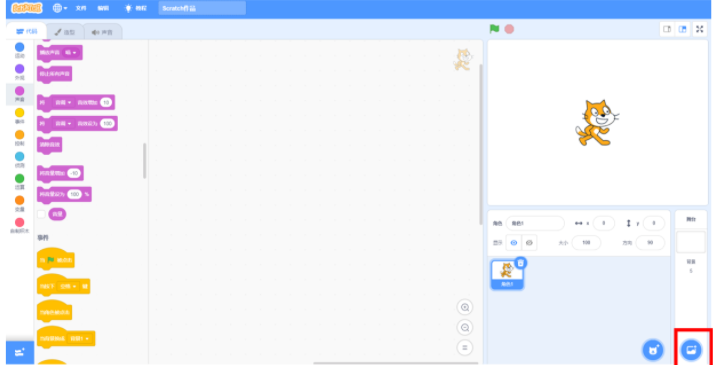 文件 编辑 教程 Scratch作品
代码 造型 声音
运动
外观
声音
事件
控制
侦测
运算
变量
自制积木
播放声音 喵
停止所有声音
将 音调 音效增加 10
将 音调 音效设为 100
清除音效
将音量增加 -10
将音量设为 100 %
音量
事件
当 被点击
当按下 空格 键
当角色被点击
当背景换成 背景1
角色 角色1 x 0 y 0
显示 大小 100 方向 90
角色1
舞台
背景